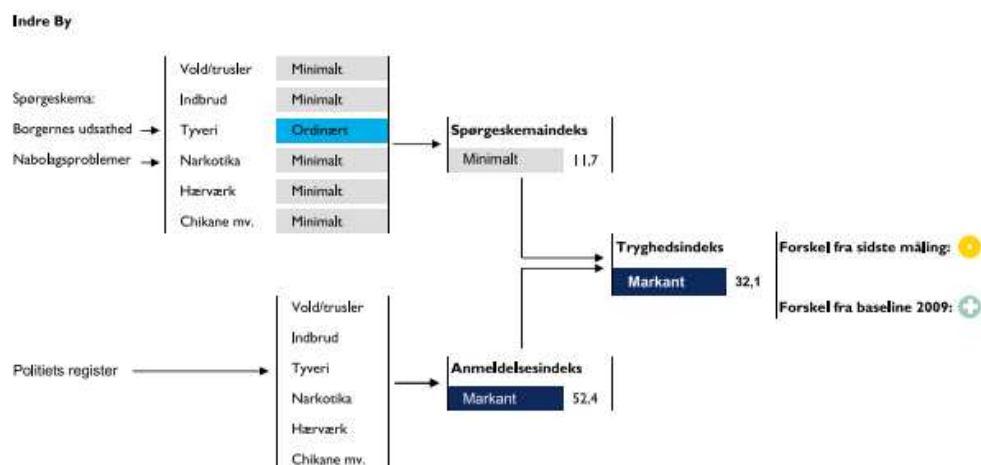 Indre By
Spørgeskema:
Borgernes udsathed
Nabolagsproblemer
Vold/trusler Minimalt
Indbrud Minimalt
Tyveri Ordinært
Narkotika Minimalt
Hærværk Minimalt
Chikane mv. Minimalt
Spørgeskemaindeks
Minimalt 11,7
Tryghedsindeks
Markant 32,1
Forskel fra sidste måling:
Forskel fra baseline 2009:
Politiets register
Vold/trusler
Indbrud
Tyveri
Narkotika
Hærværk
Chikane mv.
Anmeldelsesindeks
Markant 52,4